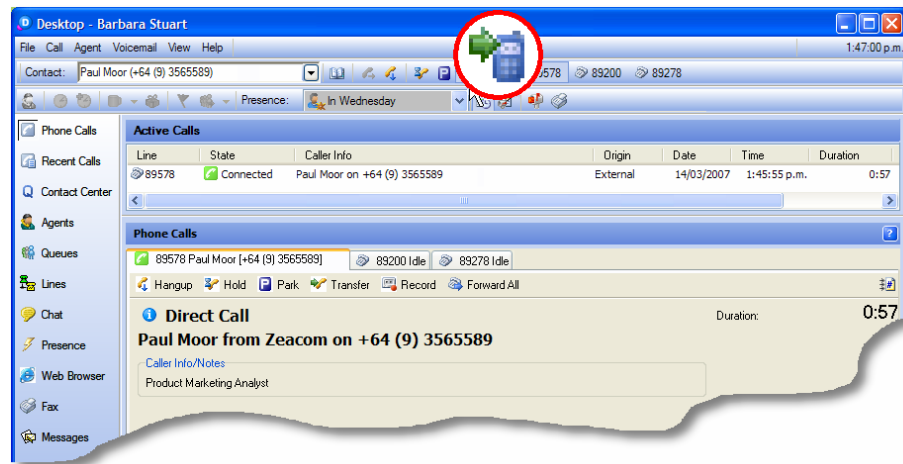 Desktop - Barbara Stuart
File Call Agent Voicemail View Help 1:47:00 p.m.
Contact: Paul Moor (+64 (9) 3565589) 578 89200 89278
Presence: In Wednesday
Phone Calls
Recent Calls
Contact Center
Agents
Queues
Lines
Chat
Presence
Web Browser
Fax
Messages
Active Calls
Line State Caller Info Origin Date Time Duration
89578 Connected Paul Moor on +64 (9) 3565589 External 14/03/2007 1:45:55 p.m. 0:57
Phone Calls
89578 Paul Moor [+64 (9) 3565589] 89200 Idle 89278 Idle
Hangup Hold Park Transfer Record Forward All
Direct Call Duration: 0:57
Paul Moor from Zeacom on +64 (9) 3565589
Caller Info/Notes
Product Marketing Analyst